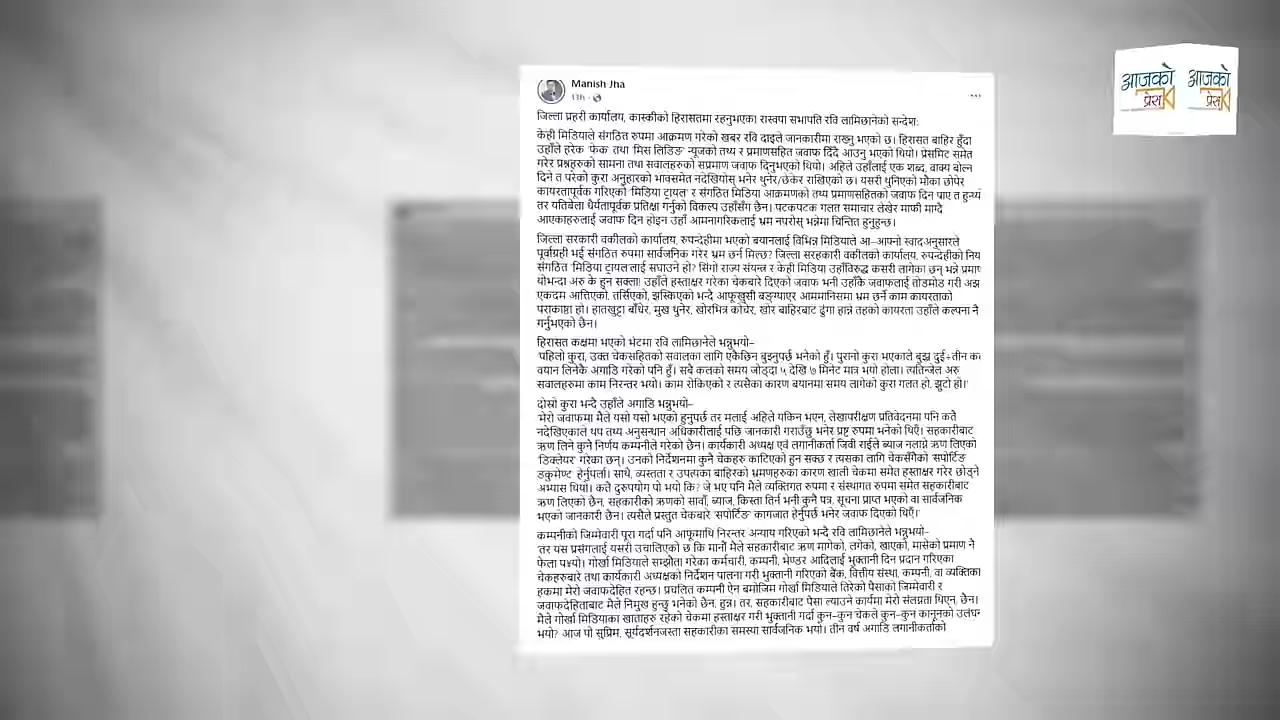 Manish Jha
13h
जिल्ला प्रहरी कार्यालय, कास्कीको हिरासतमा रहनुभएका रास्वपा सभापति रवि लामिछानेको सन्देश:
केही मिडियाले संगठित रुपमा आक्रमण गरेको खबर रवि दाइले जानकारीमा राख्नु भएको छ। हिरासत बाहिर हुँदा
उहाँले हरेक 'फेक' तथा 'मिस लिडिङ' न्यूजको तथ्य र प्रमाणसहित जवाफ दिँदै आउनु भएको थियो। प्रेसमिट समेत
गरेर प्रश्नहरुको सामना तथा सवालहरुको सप्रमाण जवाफ दिनुभएको थियो। अहिले उहाँलाई एक शब्द, वाक्य बोल्न
दिने त परेको कुरा अनुहारको भावसमेत नदेखियोस् भनेर थुनेर/छेकेर राखिएको छ। यसरी थुनिएको मौका छोपेर
कायरतापूर्वक गरिएको 'मिडिया ट्रायल' र संगठित मिडिया आक्रमणको तथ्य प्रमाणसहितको जवाफ दिन पाए त हुन्थ्यो
तर यतिबेला धैर्यतापूर्वक प्रतिक्षा गर्नुको विकल्प उहाँसँग छैन। पटकपटक गलत समाचार लेखेर माफी माग्दै
आएकाहरुलाई जवाफ दिन होइन उहाँ आमनागरिकलाई भ्रम नपरोस् भन्नेमा चिन्तित हुनुहुन्छ।
जिल्ला सरकारी वकीलको कार्यालय, रुपन्देहीमा भएको बयानलाई विभिन्न मिडियाले आ–आफ्नो स्वादअनुसारले
पूर्वाग्रही भई संगठित रुपमा सार्वजनिक गरेर भ्रम छर्न मिल्छ? जिल्ला सरहकारी वकीलको कार्यालय, रुपन्देहीको निय
संगठित 'मिडिया ट्रायल'लाई सघाउने हो? सिंगो राज्य संयन्त्र र केही मिडिया उहाँविरुद्ध कसरी लागेका छन् भन्ने प्रमाण
योभन्दा अरु के हुन सक्ला! उहाँले हस्ताक्षर गरेका चेकबारे दिएको जवाफ भनी उहाँकै जवाफलाई तोडमोड गरी अझ
एकदम आत्तिएको, तर्सिएको, झस्किएको भन्दै आफूखुसी बङ्ग्याएर आममानिसमा भ्रम छर्ने काम कायरताको
पराकाष्ठा हो। हातखुट्टा बाँधेर, मुख थुनेर, खोरभित्र कोचेर, खोर बाहिरबाट ढुंगा हान्ने तहको कायरता उहाँले कल्पना नै
गर्नुभएको छैन।
हिरासत कक्षमा भएको भेटमा रवि लामिछानेले भन्नुभयो–
'पहिलो कुरा, उक्त चेकसहितको सवालका लागि एकैछिन बुझ्नुपर्छ भनेको हुँ। पुरानो कुरा भएकाले बुझ्न दुई÷तीन कल
वयान लिनेकै अगाडि गरेको पनि हुँ। सबै कलको समय जोड्दा ५ देखि ७ मिनेट मात्र भयो होला। त्यतिन्जेल अरु
सवालहरुमा काम निरन्तर भयो। काम रोकिएको र त्यसैका कारण बयानमा समय लागेको कुरा गलत हो, झुटो हो।'
दोस्रो कुरा भन्दै उहाँले अगाडि भन्नुभयो–
'मेरो जवाफमा मैले यसो यसो भएको हुनुपर्छ तर मलाई अहिले यकिन भएन, लेखापरीक्षण प्रतिवेदनमा पनि कतै
नदेखिएकाले थप तथ्य अनुसन्धान अधिकारीलाई पछि जानकारी गराउँछु भनेर प्रष्ट रुपमा भनेको थिएँ। सहकारीबाट
ऋण लिने कुनै निर्णय कम्पनीले गरेको छैन। कार्यकारी अध्यक्ष एवं लगानीकर्ता जिवी राईले ब्याज नलाग्ने ऋण लिएको
'डिक्लेयर' गरेका छन्। उनको निर्देशनमा कुनै चेकहरु काटिएको हुन सक्छ र त्यसका लागि चेकसँगैको 'सपोर्टिङ
डकुमेण्ट' हेर्नुपर्ला। साथै, व्यस्तता र उपत्यका बाहिरको भ्रमणहरुका कारण खाली चेकमा समेत हस्ताक्षर गरेर छोड्ने
अभ्यास थियो। कतै दुरुपयोग पो भयो कि? जे भए पनि मैले व्यक्तिगत रुपमा र संस्थागत रुपमा समेत सहकारीबाट
ऋण लिएको छैन, सहकारीको ऋणको सावाँ, ब्याज, किस्ता तिर्न भनी कुनै पत्र, सूचना प्राप्त भएको वा सार्वजनिक
भएको जानकारी छैन। त्यसैले प्रस्तुत चेकबारे 'सपोर्टिङ' कागजात हेर्नुपर्छ भनेर जवाफ दिएको थिएँ।'
कम्पनीको जिम्मेवारी पूरा गर्दा पनि आफूमाथि निरन्तर अन्याय गरिएको भन्दै रवि लामिछानेले भन्नुभयो–
'तर यस प्रसंगलाई यसरी उचालिएको छ कि मानौं मैले सहकारीबाट ऋण मागेको, लगेको, खाएको, मासेको प्रमाण नै
फेला प¥यो। गोर्खा मिडियाले सम्झौता गरेका कर्मचारी, कम्पनी, भेण्डर आदिलाई भुक्तानी दिन प्रदान गरिएका
चेकहरुबारे तथा कार्यकारी अध्यक्षको निर्देशन पालना गरी भुक्तानी गरिएको बैंक, वित्तीय संस्था, कम्पनी, वा व्यक्तिका
हकमा मेरो जवाफदेहिता रहन्छ। प्रचलित कम्पनी ऐन बमोजिम गोर्खा मिडियाले तिरेको पैसाको जिम्मेवारी र
जवाफदेहिताबाट मैले निमुख हुन्छु भनेको छैन, हुन्न। तर, सहकारीबाट पैसा ल्याउने कार्यमा मेरो संलग्नता थिएन, छैन।
मैले गोर्खा मिडियाका खाताहरु रहेको चेकमा हस्ताक्षर गरी भुक्तानी गर्दा कुन–कुन चेकले कुन–कुन कानूनको उलंघन
भयो? आज पो सुप्रिम, सूर्यदर्शनजस्ता सहकारीका समस्या सार्वजनिक भयो। तीन वर्ष अगाडि लगानीकर्ताको
आजको प्रेस
आजको प्रेस